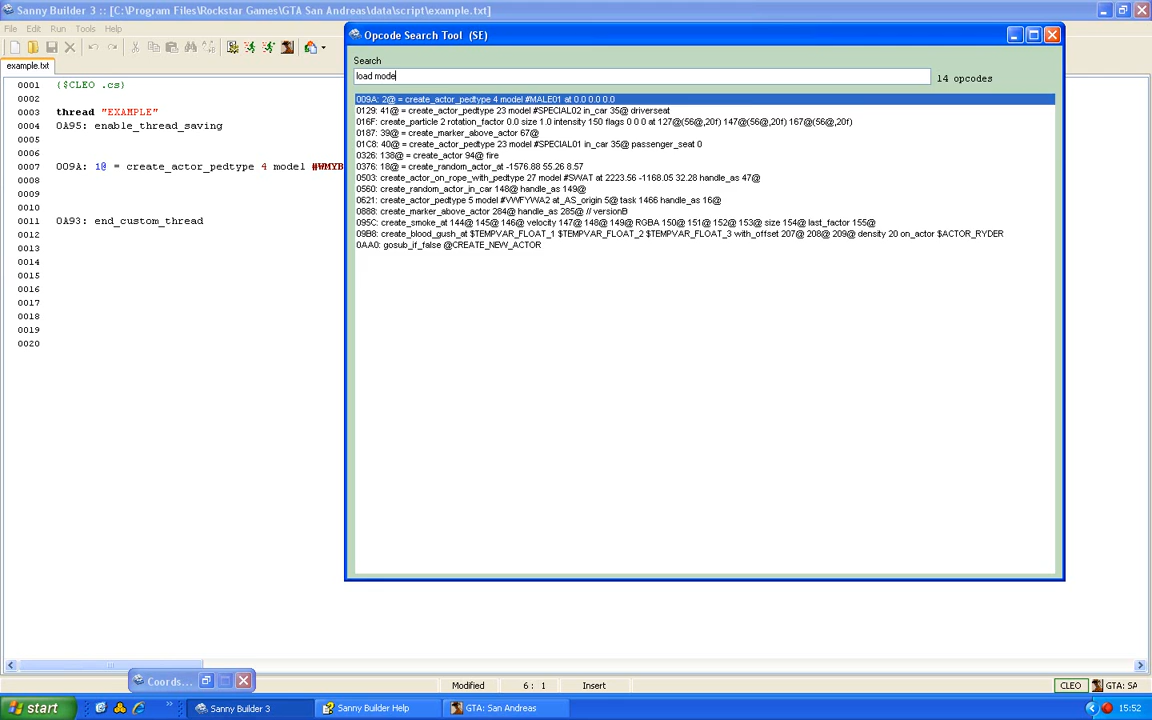 Sanny Builder 3 :: [C:\Program Files\Rockstar Games\GTA San Andreas\data\script\example.txt]
File Edit Run Tools Help
example.txt
0001 {$CLEO .cs}
0002
0003 thread "EXAMPLE"
0004 0A95: enable_thread_saving
0005
0006
0007 009A: 1@ = create_actor_pedtype 4 model #WMYB
0008
0009
0010
0011 0A93: end_custom_thread
0012
0013
0014
0015
0016
0017
0018
0019
0020
Opcode Search Tool (SE)
Search
load mode
14 opcodes
009A: 2@ = create_actor_pedtype 4 model #MALE01 at 0.0 0.0 0.0
0129: 41@ = create_actor_pedtype 23 model #SPECIAL02 in_car 35@ driverseat
016F: create_particle 2 rotation_factor 0.0 size 1.0 intensity 150 flags 0 0 0 at 127@(56@,20f) 147@(56@,20f) 167@(56@,20f)
0187: 39@ = create_marker_above_actor 67@
01C8: 40@ = create_actor_pedtype 23 model #SPECIAL01 in_car 35@ passenger_seat 0
0326: 138@ = create_actor 94@ fire
0376: 18@ = create_random_actor_at -1576.88 55.26 8.57
0503: create_actor_on_rope_with_pedtype 27 model #SWAT at 2223.56 -1168.05 32.28 handle_as 47@
0560: create_random_actor_in_car 148@ handle_as 149@
0621: create_actor_pedtype 5 model #VWFYWA2 at_AS_origin 5@ task 1466 handle_as 16@
0888: create_marker_above_actor 284@ handle_as 285@ // versionB
095C: create_smoke_at 144@ 145@ 146@ velocity 147@ 148@ 149@ RGBA 150@ 151@ 152@ 153@ size 154@ last_factor 155@
09B8: create_blood_gush_at $TEMPVAR_FLOAT_1 $TEMPVAR_FLOAT_2 $TEMPVAR_FLOAT_3 with_offset 207@ 208@ 209@ density 20 on_actor $ACTOR_RYDER
0AA0: gosub_if_false @CREATE_NEW_ACTOR
Coords...
Modified 6: 1 Insert CLEO GTA: SA
start Sanny Builder 3 Sanny Builder Help GTA: San Andreas 15:52